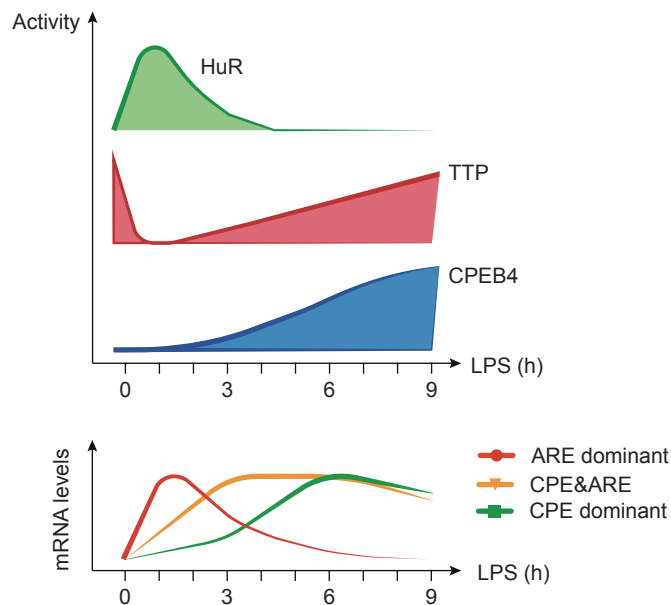 Activity
HuR
TTP
CPEB4
LPS (h)
0 3 6 9
mRNA levels
ARE dominant
CPE&ARE
CPE dominant
LPS (h)
0 3 6 9